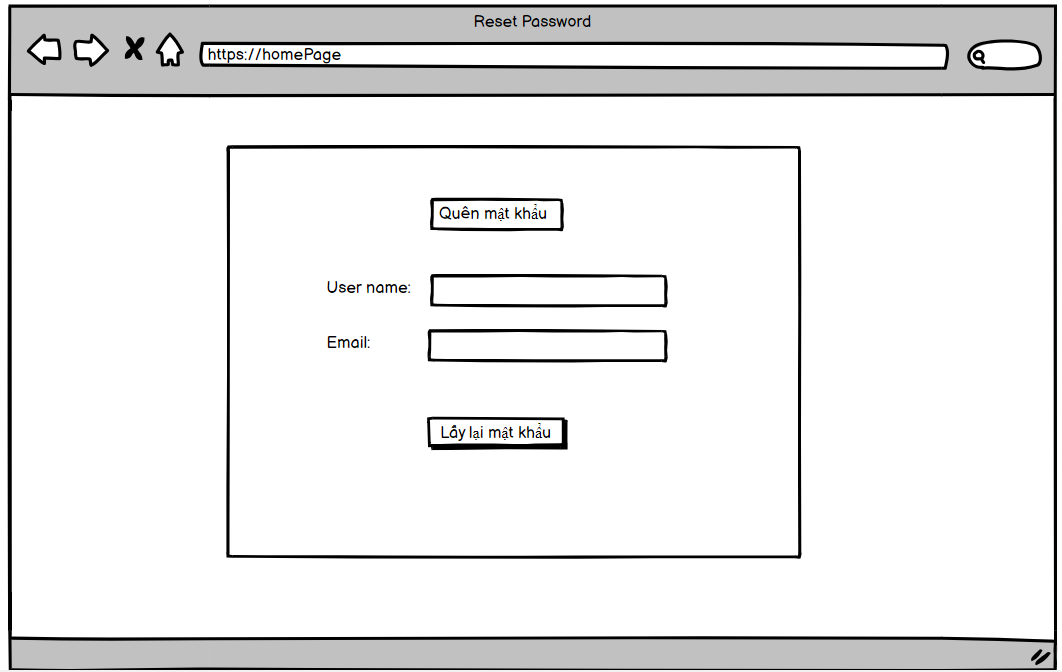 Reset Password
https://homePage
Quên mật khẩu
User name:
Email:
Lấy lại mật khẩu